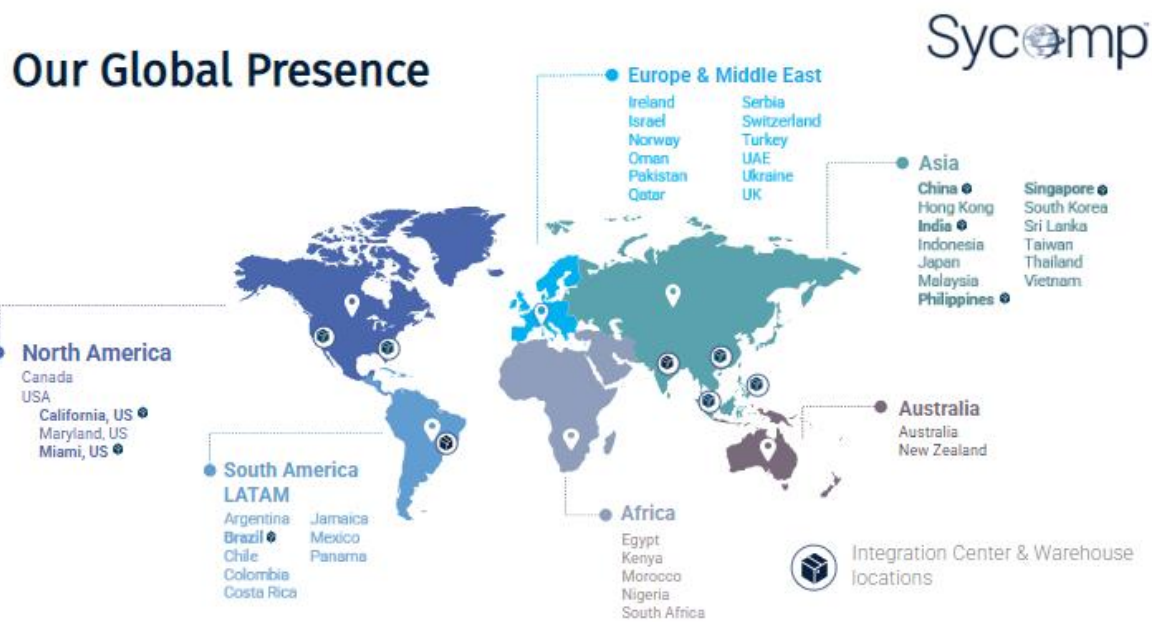 Sycomp
Our Global Presence
Europe & Middle East
Ireland
Israel
Norway
Oman
Pakistan
Qatar
Serbia
Switzerland
Turkey
UAE
Ukraine
UK
Asia
China
Hong Kong
India
Indonesia
Japan
Malaysia
Philippines
Singapore
South Korea
Sri Lanka
Taiwan
Thailand
Vietnam
North America
Canada
USA
California, US
Maryland, US
Miami, US
South America
LATAM
Argentina
Brazil
Chile
Colombia
Costa Rica
Jamaica
Mexico
Panama
Africa
Egypt
Kenya
Morocco
Nigeria
South Africa
Australia
Australia
New Zealand
Integration Center & Warehouse
locations